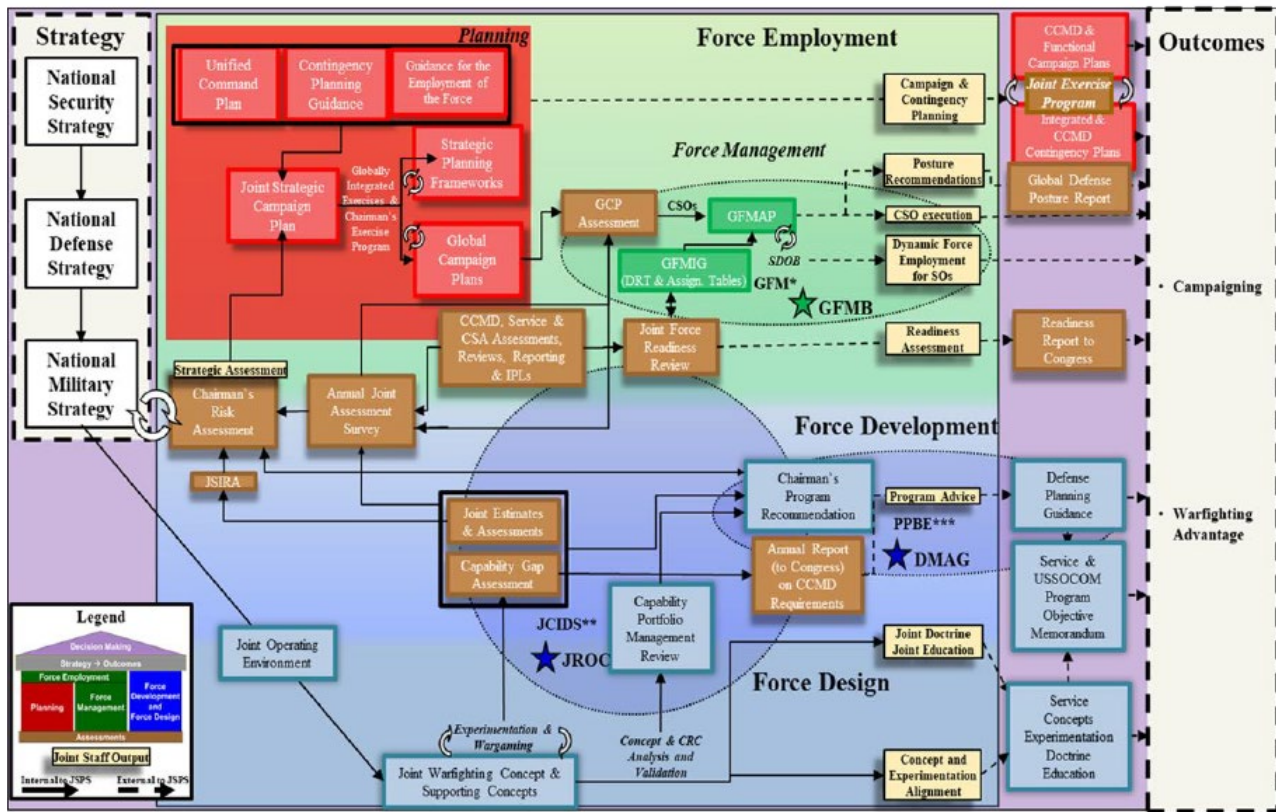 Strategy
National
Security
Strategy
National
Defense
Strategy
National
Military
Strategy
Planning
Unified
Command
Plan
Contingency
Planning
Guidance
Guidance for the
Employment of
the Force
Joint Strategic
Campaign
Plan
Globally
Integrated
Exercises &
Chairman's
Exercise
Program
Strategic
Planning
Frameworks
Global
Campaign
Plans
Force Employment
Force Management
GCP
Assessment
CSOs
GFMAP
SDOB
GFMIG
(DRT & Assign. Tables)
GFM*
GFMB
CCMD, Service &
CSA Assessments,
Reviews, Reporting
& IPLs
Joint Force
Readiness
Review
Campaign &
Contingency
Planning
Posture
Recommendations
CSO execution
Dynamic Force
Employment
for SOs
Readiness
Assessment
CCMD &
Functional
Campaign Plans
Joint Exercise
Program
Integrated &
CCMD
Contingency Plans
Global Defense
Posture Report
Readiness
Report to
Congress
Outcomes
• Campaigning
• Warfighting
Advantage
Strategic Assessment
Chairman's
Risk
Assessment
Annual Joint
Assessment
Survey
JSIRA
Force Development
Joint Estimates
& Assessments
Capability Gap
Assessment
Chairman's
Program
Recommendation
Program Advice
PPBE***
DMAG
Annual Report
(to Congress)
on CCMD
Requirements
Defense
Planning
Guidance
Service &
USSOCOM
Program
Objective
Memorandum
JCIDS**
JROC
Capability
Portfolio
Management
Review
Joint Doctrine
Joint Education
Force Design
Joint Operating
Environment
Experimentation &
Wargaming
Concept & CRC
Analysis and
Validation
Joint Warfighting Concept &
Supporting Concepts
Concept and
Experimentation
Alignment
Service
Concepts
Experimentation
Doctrine
Education
Legend
Decision Making
Strategy → Outcomes
Force Employment
Planning
Force
Management
Force
Development
and
Force Design
Assessments
Joint Staff Output
Internal to JSPS
External to JSPS